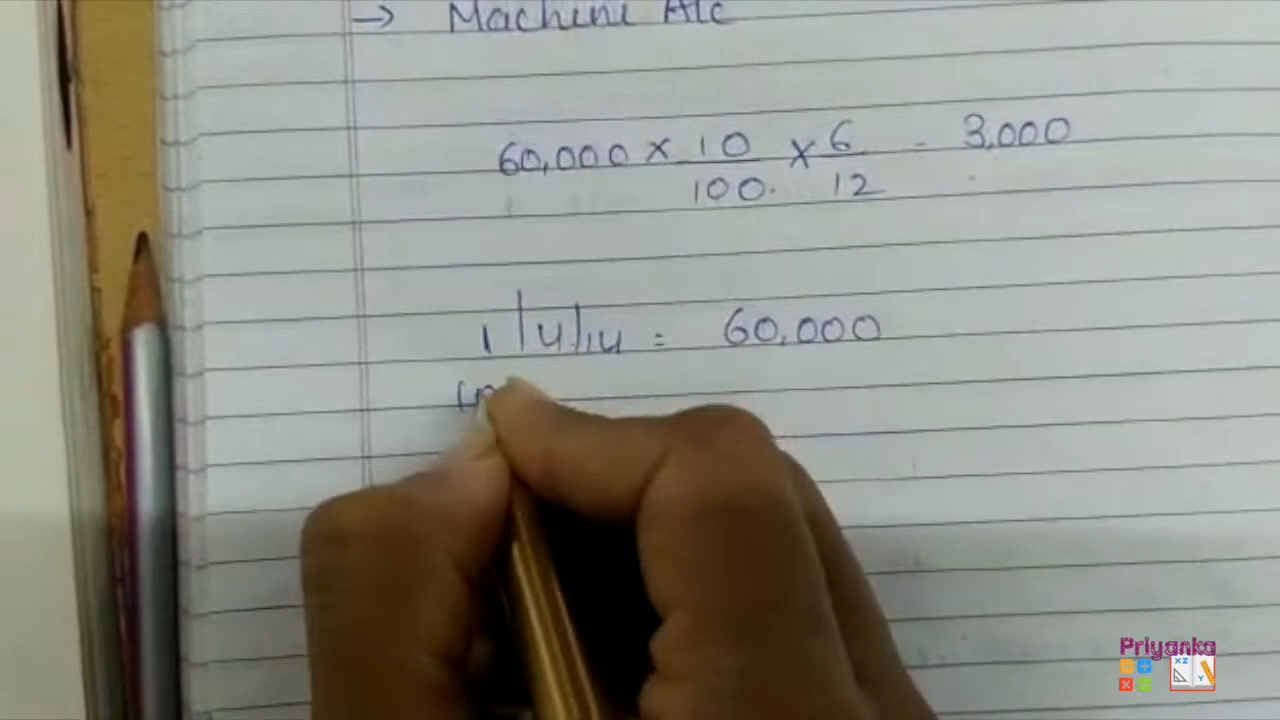 → Machine A/c
60,000 × 10/100. × 6/12 = 3,000
1/4/14 = 60,000
Priyanka